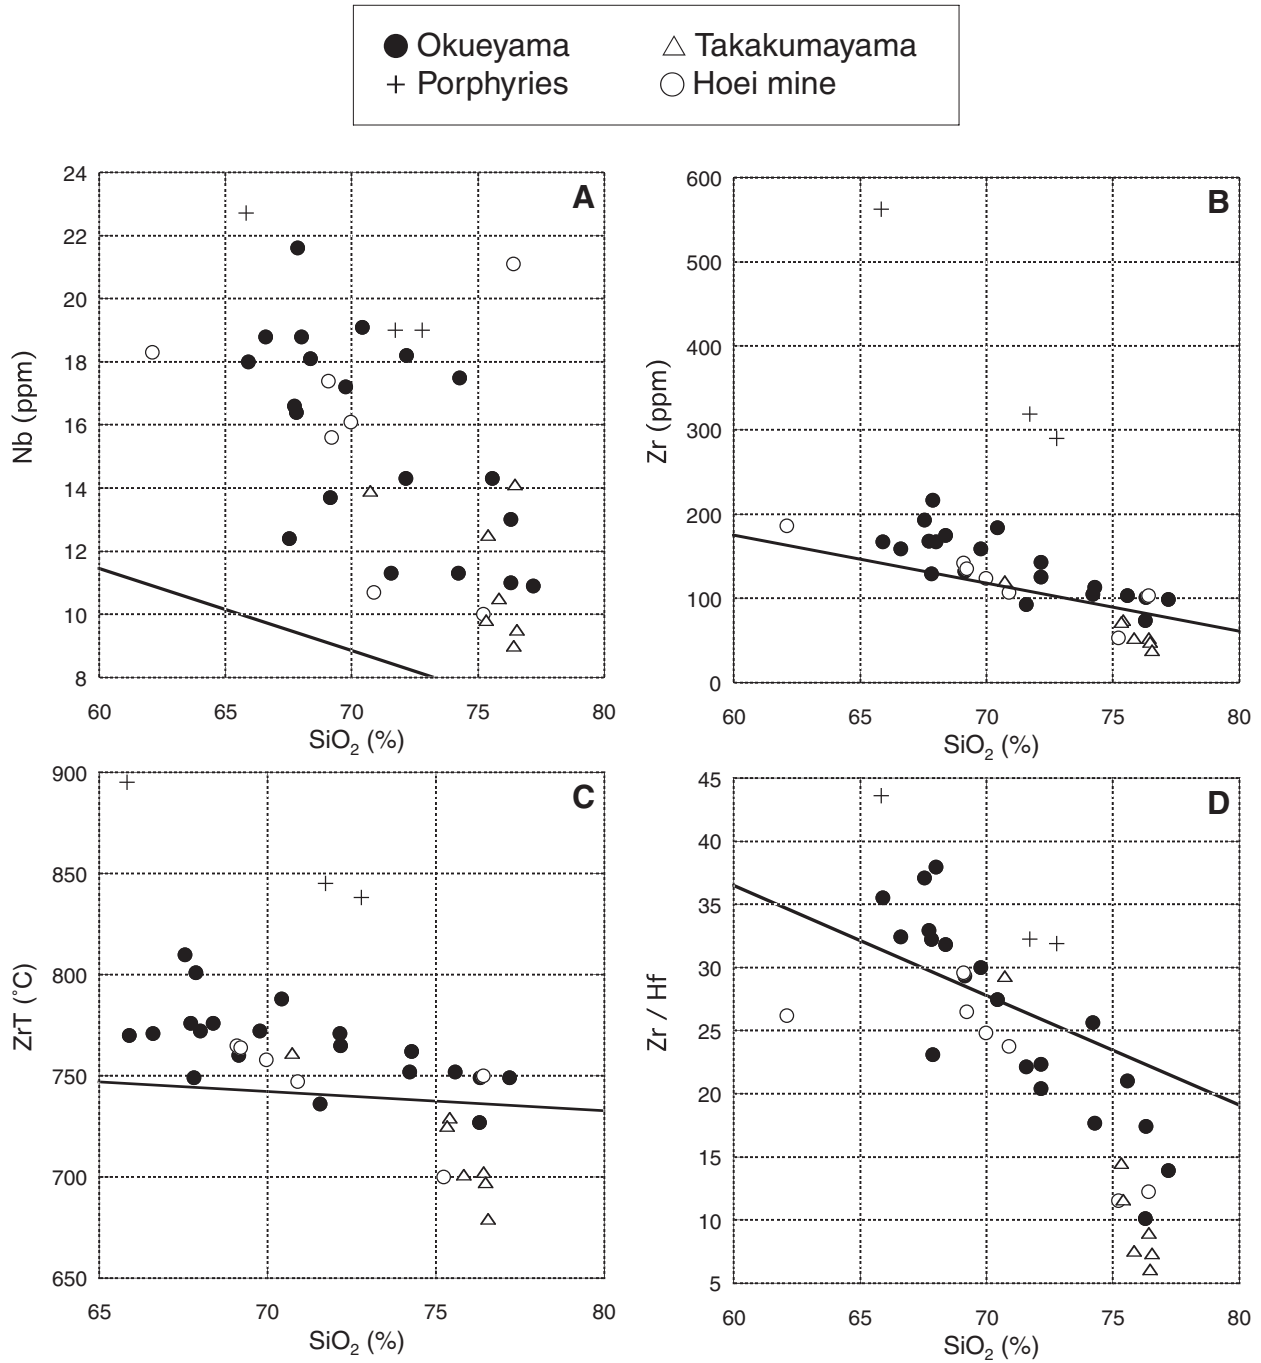 Okueyama Takakumayama
Porphyries Hoei mine
A
24
22
20
18
16
14
12
10
8
Nb (ppm)
60 65 70 75 80
SiO2 (%)
B
600
500
400
300
200
100
0
Zr (ppm)
60 65 70 75 80
SiO2 (%)
C
900
850
800
750
700
650
ZrT (˚C)
65 70 75 80
SiO2 (%)
D
45
40
35
30
25
20
15
10
5
Zr / Hf
60 65 70 75 80
SiO2 (%)